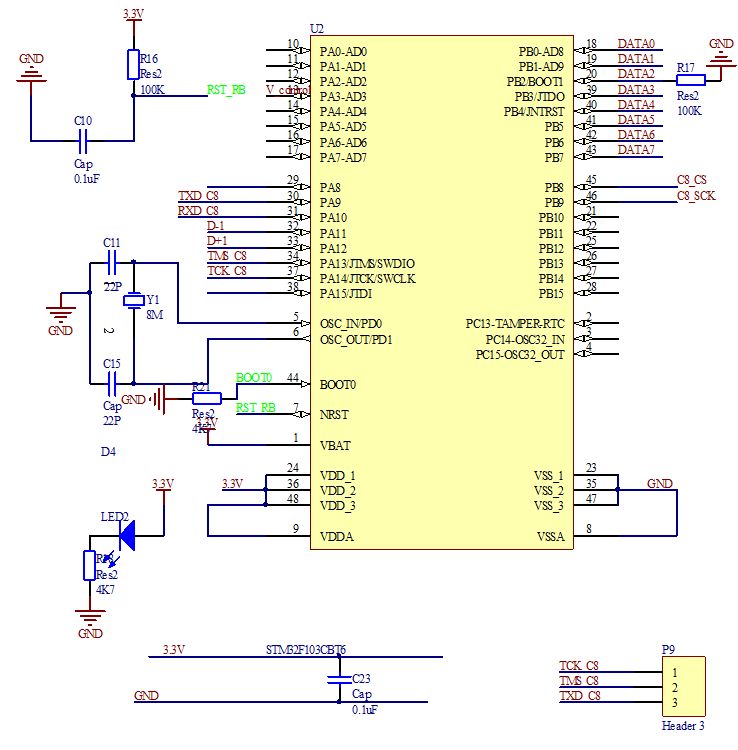 3.3V
GND
R16
Res2
100K
RST_RB
C10
Cap
0.1uF
U2
10 PA0-AD0
11 PA1-AD1
12 PA2-AD2
V_control PA3-AD3
14 PA4-AD4
15 PA5-AD5
16 PA6-AD6
17 PA7-AD7
29 PA8
TXD_C8 30 PA9
RXD_C8 31 PA10
D-1 32 PA11
D+1 33 PA12
TMS_C8 34 PA13/JTMS/SWDIO
TCK_C8 37 PA14/JTCK/SWCLK
38 PA15/JTDI
5 OSC_IN/PD0
6 OSC_OUT/PD1
BOOT0 44 BOOT0
RST_RB 7 NRST
3.3V
1 VBAT
24 VDD_1
3.3V 36 VDD_2
48 VDD_3
9 VDDA
PB0-AD8 18 DATA0
PB1-AD9 19 DATA1
PB2/BOOT1 20 DATA2
PB3/JTDO 39 DATA3
PB4/JNTRST 40 DATA4
PB5 41 DATA5
PB6 42 DATA6
PB7 43 DATA7
PB8 45 C8_CS
PB9 46 C8_SCK
PB10 21
PB11 22
PB12 25
PB13 26
PB14 27
PB15 28
PC13-TAMPER-RTC 2
PC14-OSC32_IN 3
PC15-OSC32_OUT 4
VSS_1 23
VSS_2 35 GND
VSS_3 47
VSSA 8
GND
R17
Res2
100K
C11
22P
Y1
8M
2
GND
C15
Cap
22P
GND
R21
Res2
4K7
D4
3.3V
LED2
Res2
4K7
GND
3.3V
STM32F103CBT6
GND
C23
Cap
0.1uF
P9
TCK_C8 1
TMS_C8 2
TXD_C8 3
Header 3